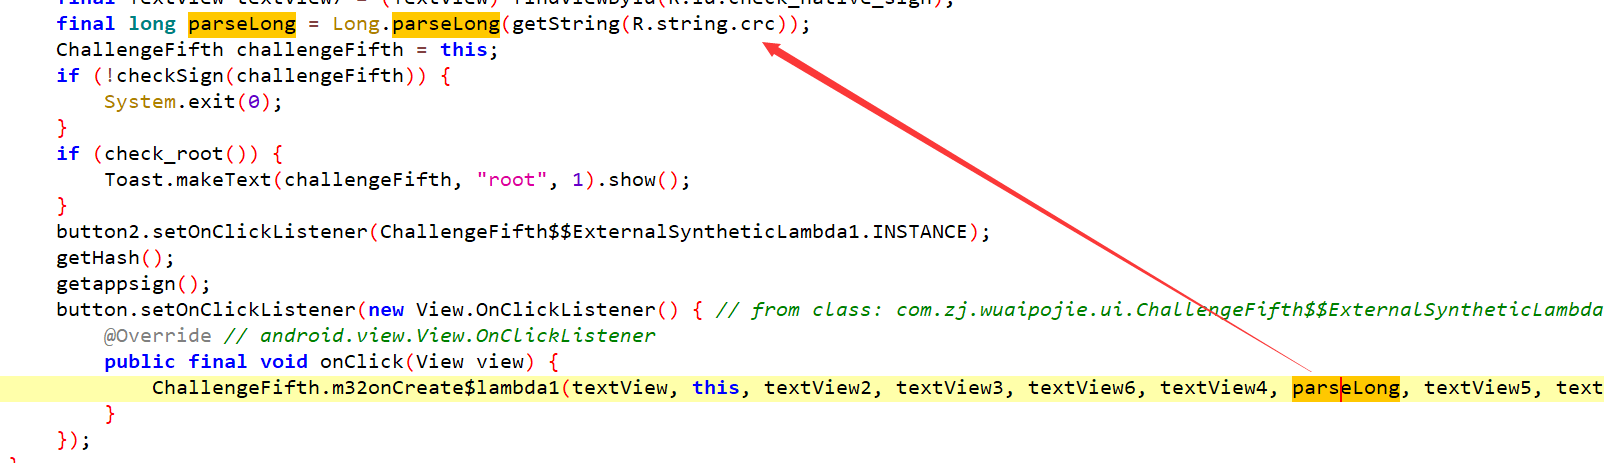 final long parseLong = Long.parseLong(getString(R.string.crc));
ChallengeFifth challengeFifth = this;
if (!checkSign(challengeFifth)) {
System.exit(0);
}
if (check_root()) {
Toast.makeText(challengeFifth, "root", 1).show();
}
button2.setOnClickListener(ChallengeFifth$$ExternalSyntheticLambda1.INSTANCE);
getHash();
getappsign();
button.setOnClickListener(new View.OnClickListener() { // from class: com.zj.wuaipojie.ui.ChallengeFifth$$ExternalSyntheticLambda
@Override // android.view.View.OnClickListener
public final void onClick(View view) {
ChallengeFifth.m32onCreate$lambda1(textView, this, textView2, textView3, textView6, textView4, parseLong, textView5, text
}
});